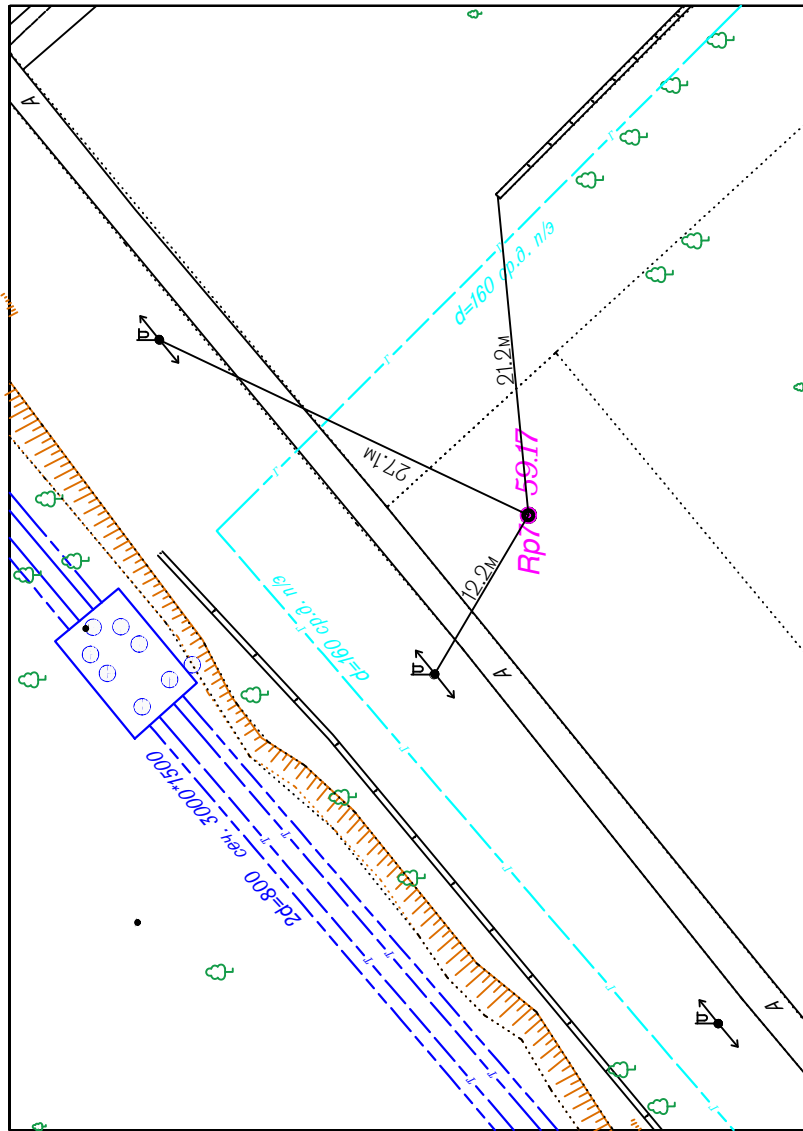 А
d=160 ср.д. п/э
21.2м
27.1м
Rp7 59.17
12.2м
d=160 ср.д. п/э
А
2d=800 сеч. 3000*1500
А
Г
Г
Г
Г
Г
Г
Г
Т
Т
Т
Т
Т
Т